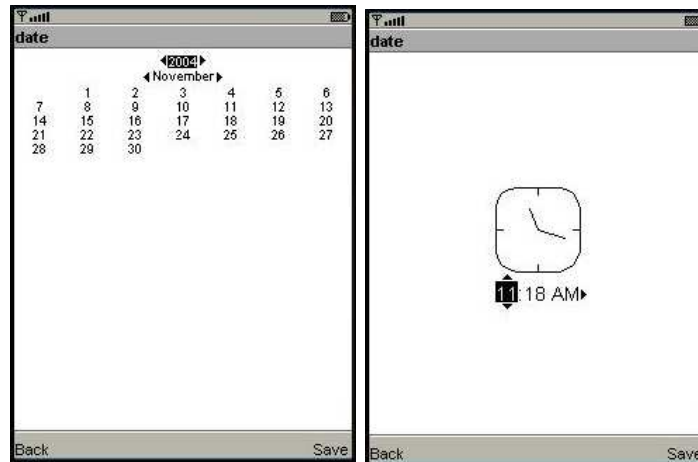 date
2004
November
1 2 3 4 5 6
7 8 9 10 11 12 13
14 15 16 17 18 19 20
21 22 23 24 25 26 27
28 29 30
Back Save
date
11:18 AM
Back Save